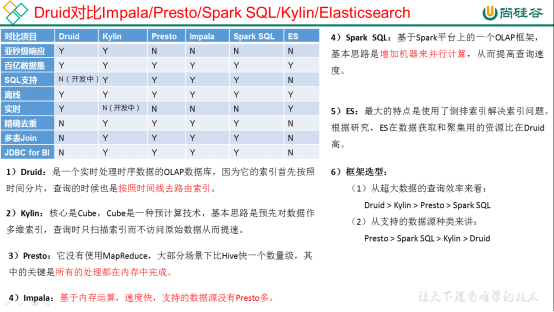 Druid对比Impala/Presto/Spark SQL/Kylin/Elasticsearch
尚硅谷
对比项目 Druid Kylin Presto Impala Spark SQL ES
亚秒级响应 Y Y N N N N
百亿数据集 Y Y Y Y Y Y
SQL支持 N（开发中） Y Y Y Y N
离线 Y Y Y Y Y Y
实时 Y N（开发中） N N N Y
精确去重 N Y Y Y Y N
多表Join N Y Y Y Y N
JDBC for BI N Y Y Y Y N
1）Druid：是一个实时处理时序数据的OLAP数据库，因为它的索引首先按照
时间分片，查询的时候也是按照时间线去路由索引。
2）Kylin：核心是Cube，Cube是一种预计算技术，基本思路是预先对数据作
多维索引，查询时只扫描索引而不访问原始数据从而提速。
3）Presto：它没有使用MapReduce，大部分场景下比Hive快一个数量级，其
中的关键是所有的处理都在内存中完成。
4）Impala：基于内存运算，速度快，支持的数据源没有Presto多。
4）Spark SQL：基于Spark平台上的一个OLAP框架，
基本思路是增加机器来并行计算，从而提高查询速
度。
5）ES：最大的特点是使用了倒排索引解决索引问题。
根据研究，ES在数据获取和聚集用的资源比在Druid
高。
6）框架选型：
（1）从超大数据的查询效率来看：
Druid > Kylin > Presto > Spark SQL
（2）从支持的数据源种类来讲：
Presto > Spark SQL > Kylin > Druid
让天下没有难学的技术